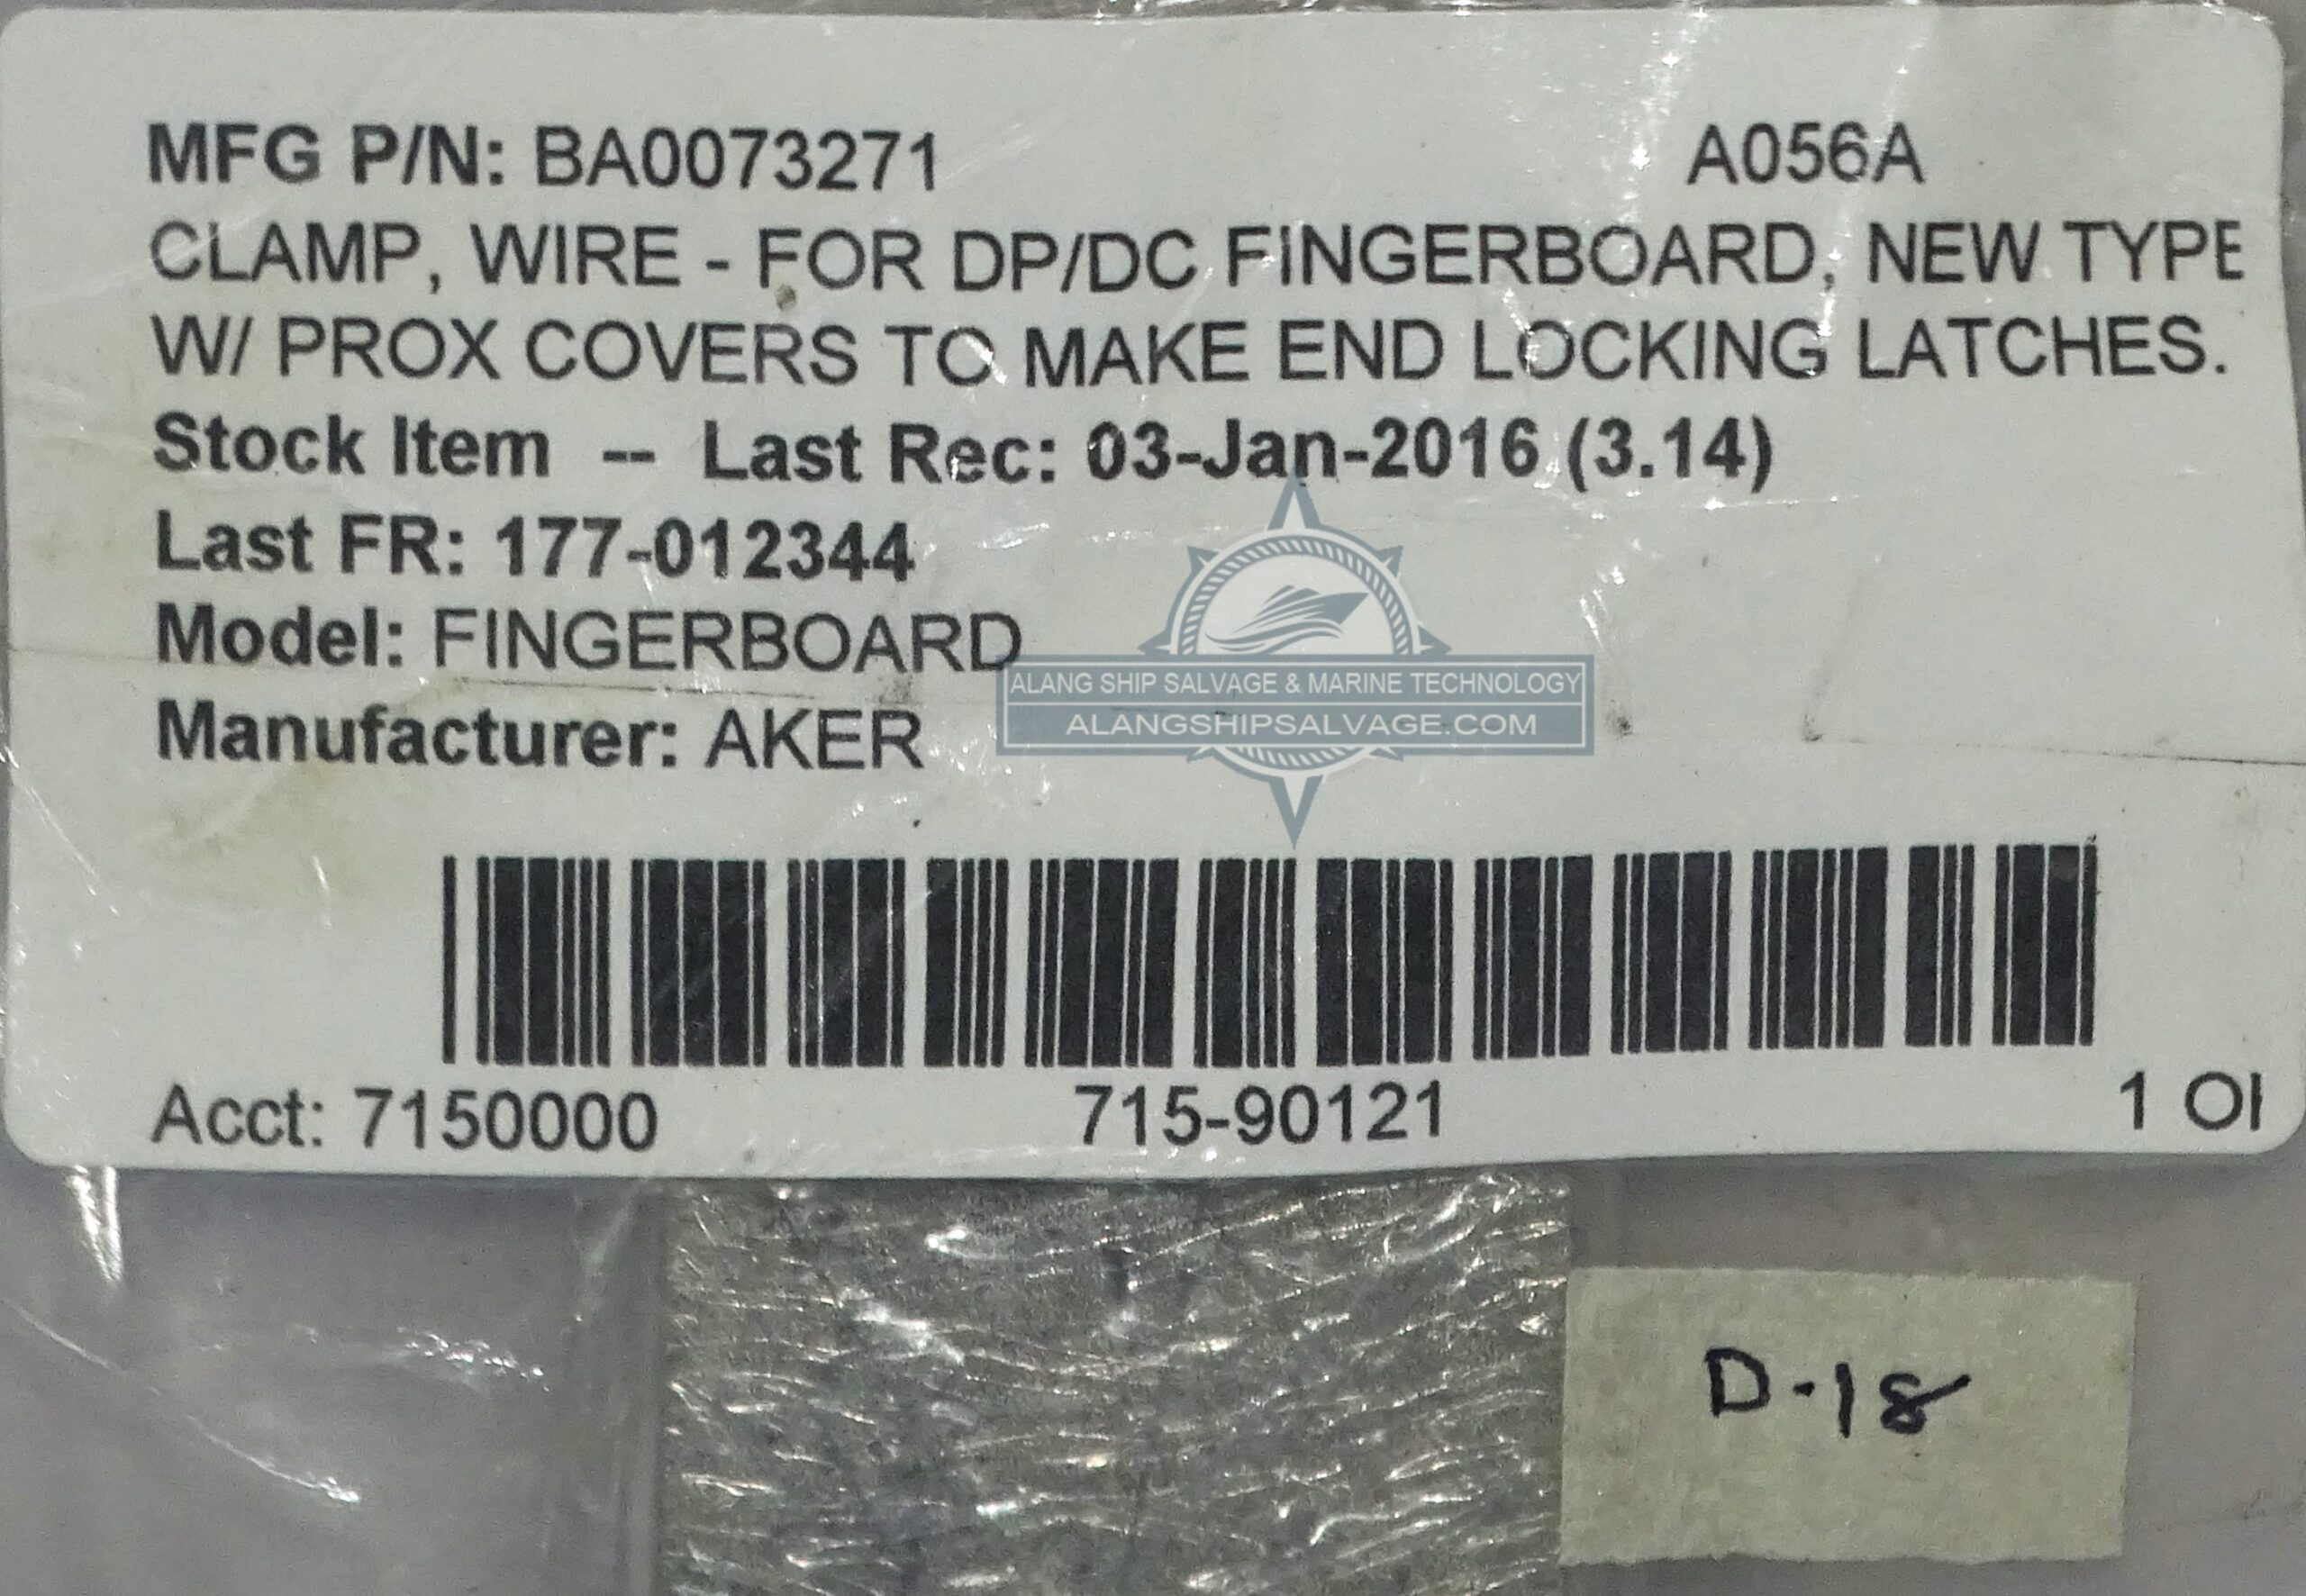 MFG P/N: BA0073271 A056A
CLAMP, WIRE - FOR DP/DC FINGERBOARD, NEW TYPE
W/ PROX COVERS TO MAKE END LOCKING LATCHES.
Stock Item -- Last Rec: 03-Jan-2016 (3.14)
Last FR: 177-012344
Model: FINGERBOARD
ALANG SHIP SALVAGE & MARINE TECHNOLOGY
ALANGSHIPSALVAGE.COM
Manufacturer: AKER
Acct: 7150000 715-90121 1
D-18